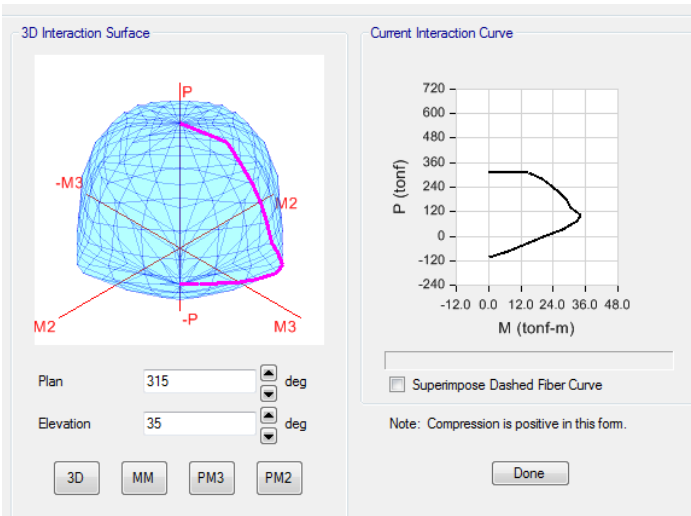 3D Interaction Surface
P
-M3
M2
M2
-P
M3
Plan
315
deg
Elevation
35
deg
3D
MM
PM3
PM2
Current Interaction Curve
720
600
480
360
240
120
0
-120
-240
P (tonf)
-12.0 0.0 12.0 24.0 36.0 48.0
M (tonf-m)
Superimpose Dashed Fiber Curve
Note: Compression is positive in this form.
Done